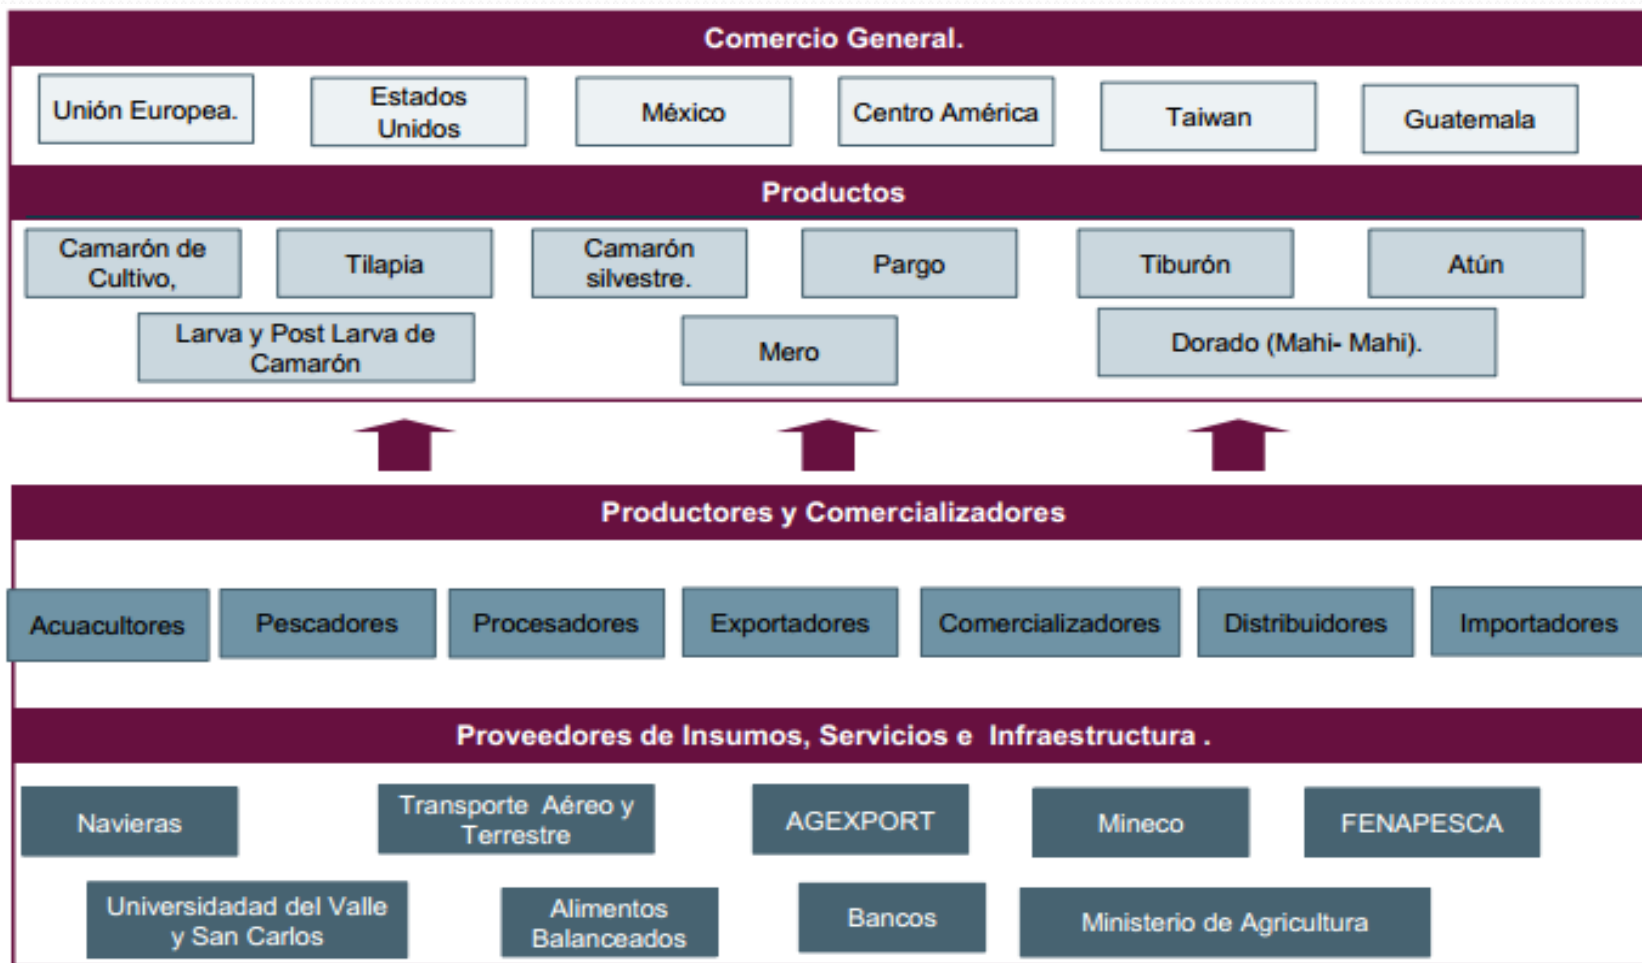 Comercio General.
Unión Europea.
Estados
Unidos
México
Centro América
Taiwan
Guatemala
Productos
Camarón de
Cultivo,
Tilapia
Camarón
silvestre.
Pargo
Tiburón
Atún
Larva y Post Larva de
Camarón
Mero
Dorado (Mahi- Mahi).
Productores y Comercializadores
Acuacultores
Pescadores
Procesadores
Exportadores
Comercializadores
Distribuidores
Importadores
Proveedores de Insumos, Servicios e Infraestructura .
Navieras
Transporte Aéreo y
Terrestre
AGEXPORT
Mineco
FENAPESCA
Universidadad del Valle
y San Carlos
Alimentos
Balanceados
Bancos
Ministerio de Agricultura